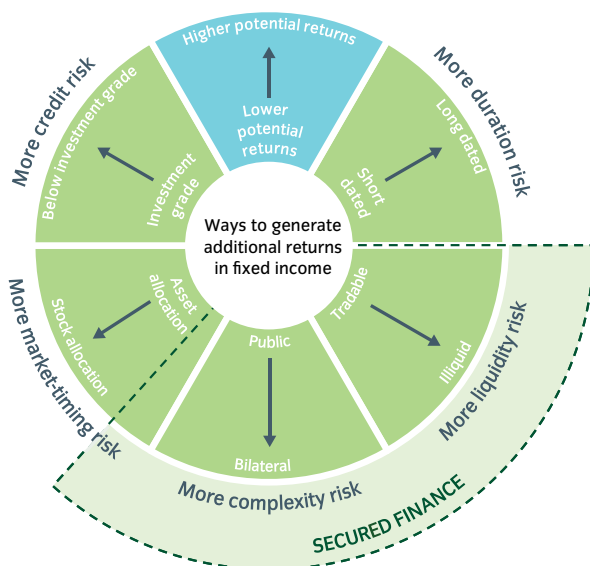 Higher potential returns
Lower
potential
returns
More duration risk
Long dated
Short
dated
More credit risk
Below investment grade
Investment
grade
Ways to generate
additional returns
in fixed income
Tradable
Illiquid
More liquidity risk
Public
Bilateral
More complexity risk
SECURED FINANCE
Asset
allocation
Stock allocation
More market-timing risk